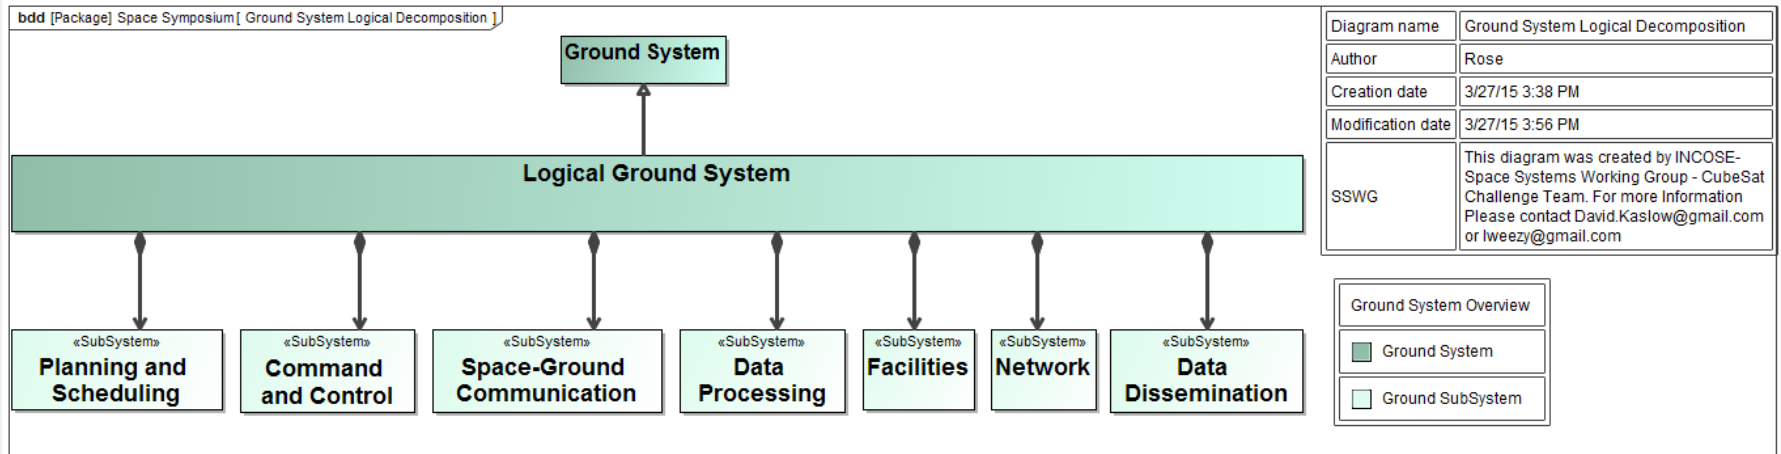 bdd [Package] Space Symposium [ Ground System Logical Decomposition ]
Ground System
Logical Ground System
«SubSystem»
Planning and
Scheduling
«SubSystem»
Command
and Control
«SubSystem»
Space-Ground
Communication
«SubSystem»
Data
Processing
«SubSystem»
Facilities
«SubSystem»
Network
«SubSystem»
Data
Dissemination
Diagram name
Ground System Logical Decomposition
Author
Rose
Creation date
3/27/15 3:38 PM
Modification date
3/27/15 3:56 PM
SSWG
This diagram was created by INCOSE-
Space Systems Working Group - CubeSat
Challenge Team. For more Information
Please contact David.Kaslow@gmail.com
or lweezy@gmail.com
Ground System Overview
Ground System
Ground SubSystem